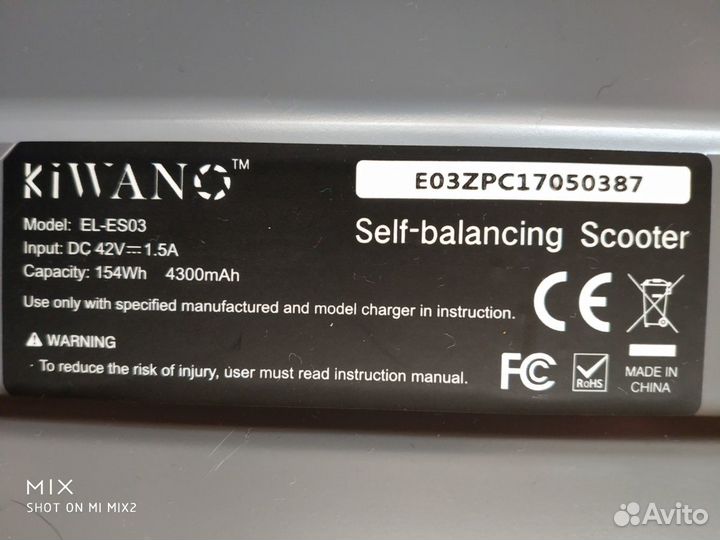 KiWANO™
E03ZPC17050387
Model: EL-ES03
Input: DC 42V⎓1.5A
Capacity: 154Wh 4300mAh
Self-balancing Scooter
Use only with specified manufactured and model charger in instruction.
CE
⚠ WARNING
To reduce the risk of injury, user must read instruction manual.
FC
RoHS
MADE IN
CHINA
MIX
SHOT ON MI MIX2
Avito